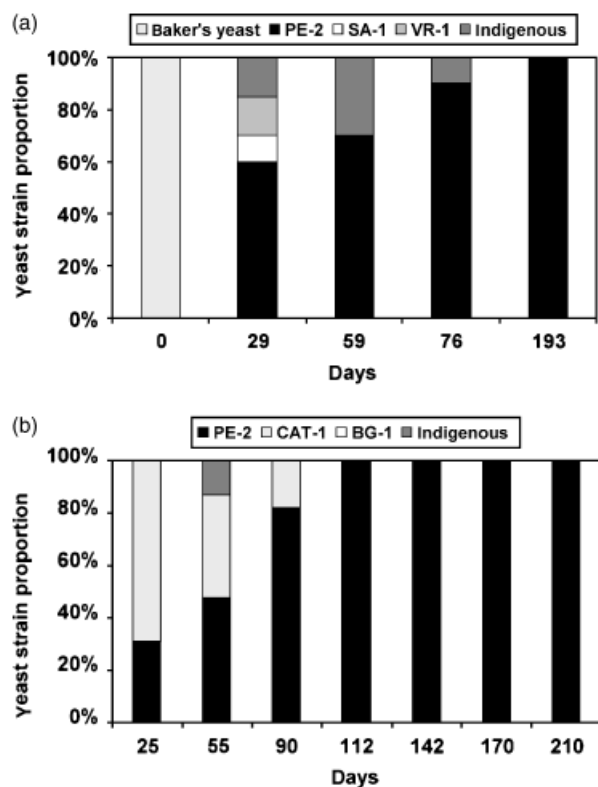 (a)
Baker's yeast PE-2 SA-1 VR-1 Indigenous
100%
80%
60%
40%
20%
0%
yeast strain proportion
0 29 59 76 193
Days
(b)
PE-2 CAT-1 BG-1 Indigenous
100%
80%
60%
40%
20%
0%
yeast strain proportion
25 55 90 112 142 170 210
Days